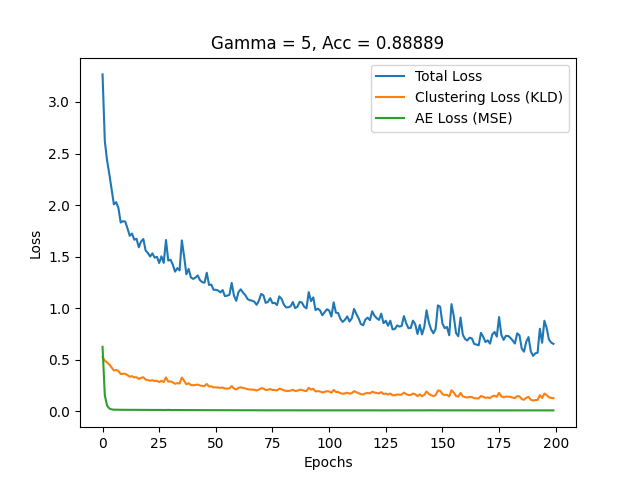 Gamma = 5, Acc = 0.88889
Total Loss
Clustering Loss (KLD)
AE Loss (MSE)
Loss
3.0
2.5
2.0
1.5
1.0
0.5
0.0
0 25 50 75 100 125 150 175 200
Epochs